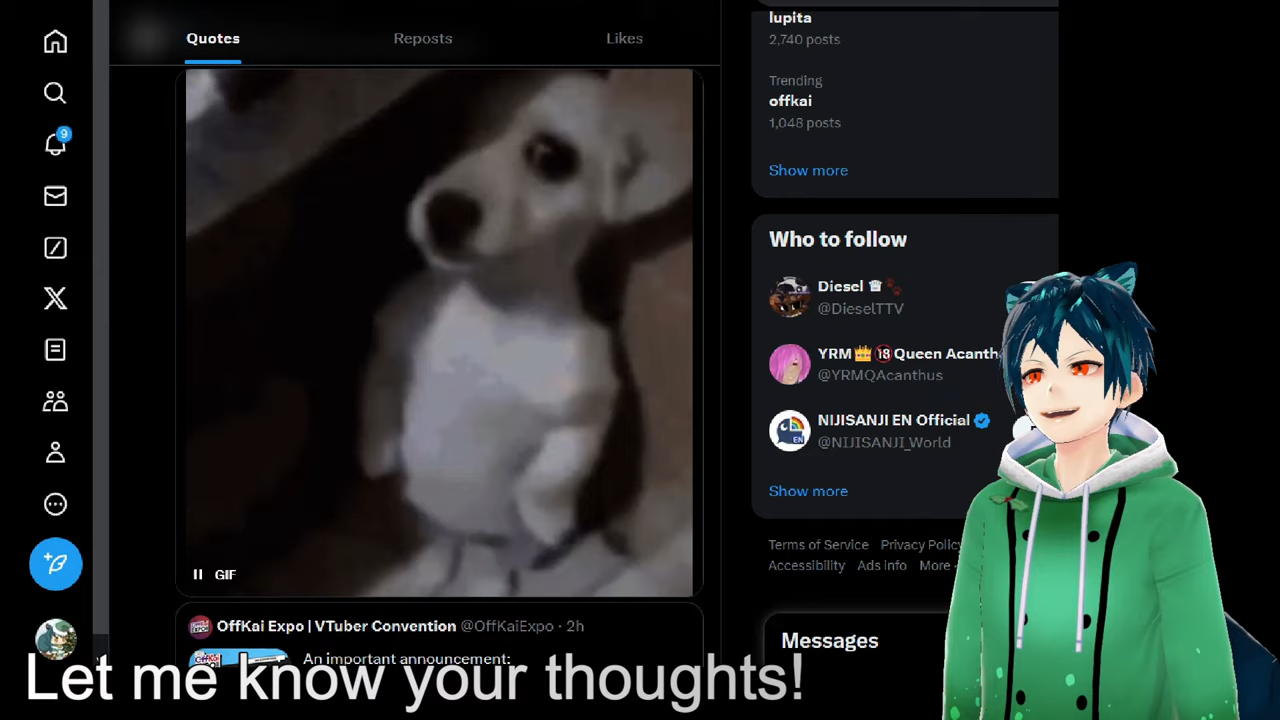 Quotes
Reposts
Likes
9
GIF
OffKai Expo | VTuber Convention @OffKaiExpo · 2h
An important announcement:
lupita
2,740 posts
Trending
offkai
1,048 posts
Show more
Who to follow
Diesel
@DieselTTV
YRM👑🔞Queen Acanth
@YRMQAcanthus
NIJISANJI EN Official
EN
@NIJISANJI_World
Show more
Terms of Service Privacy Policy
Accessibility Ads info More
Messages
Let me know your thoughts!